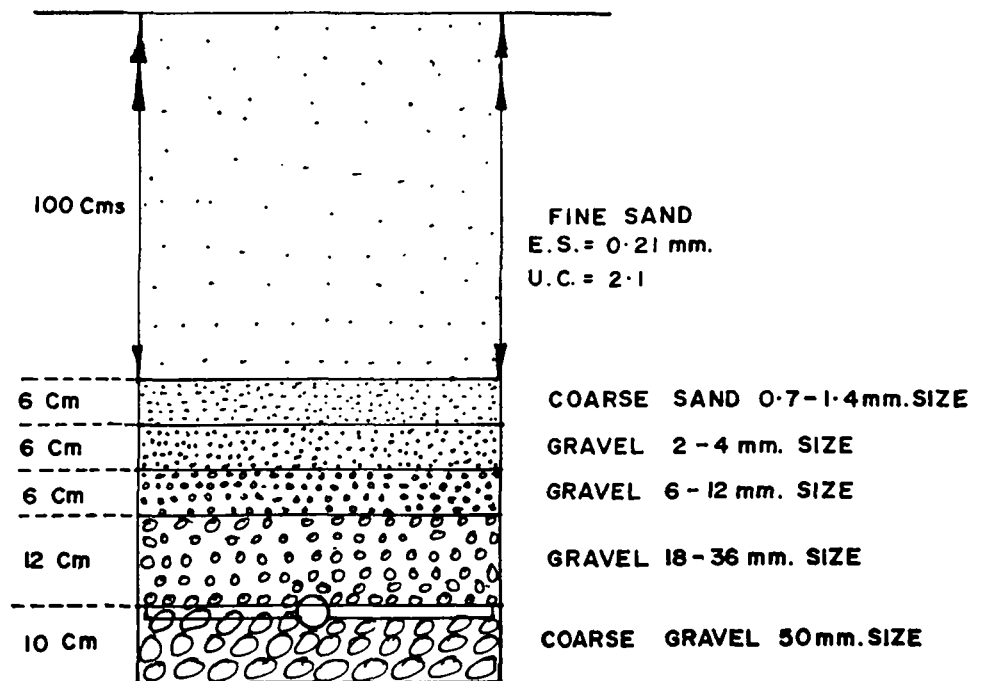 100 Cms
FINE SAND
E.S.= 0·21 mm.
U.C.= 2·1
6 Cm
COARSE SAND 0·7-1·4mm.SIZE
6 Cm
GRAVEL 2-4 mm. SIZE
6 Cm
GRAVEL 6-12 mm. SIZE
12 Cm
GRAVEL 18-36 mm. SIZE
10 Cm
COARSE GRAVEL 50mm.SIZE